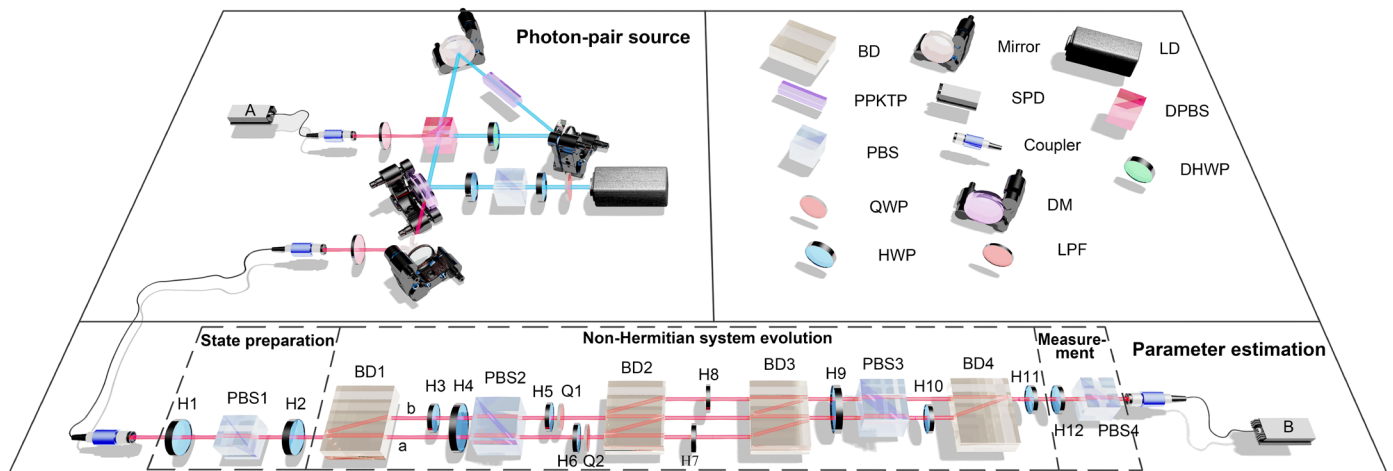 Photon-pair source
A
BD
Mirror
LD
PPKTP
SPD
DPBS
PBS
Coupler
DHWP
QWP
DM
HWP
LPF
State preparation
Non-Hermitian system evolution
Measure-
ment
Parameter estimation
H1
PBS1
H2
BD1
b
a
H3
H4
PBS2
H5
Q1
H6
Q2
BD2
H8
H7
BD3
H9
PBS3
H10
BD4
H11
H12
PBS4
B